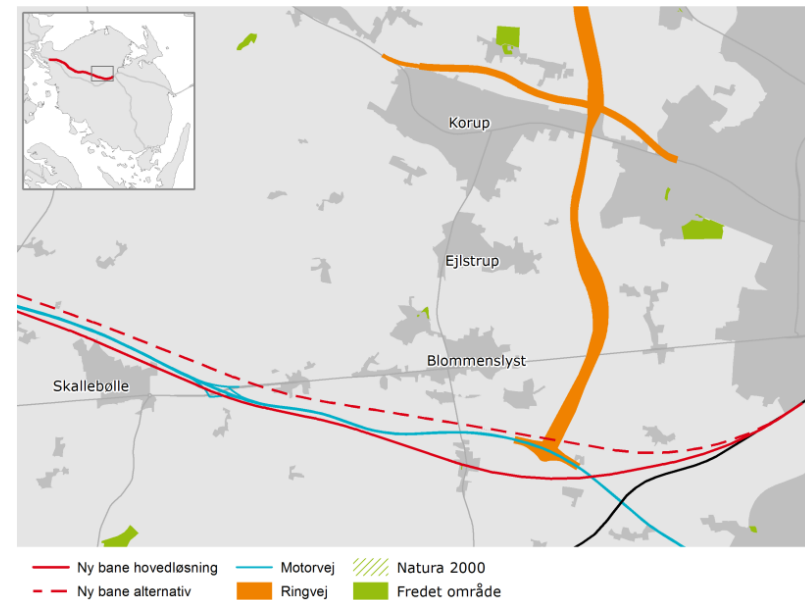 Korup
Ejlstrup
Blommenslyst
Skallebølle
Ny bane hovedløsning
Motorvej
Natura 2000
Ny bane alternativ
Ringvej
Fredet område